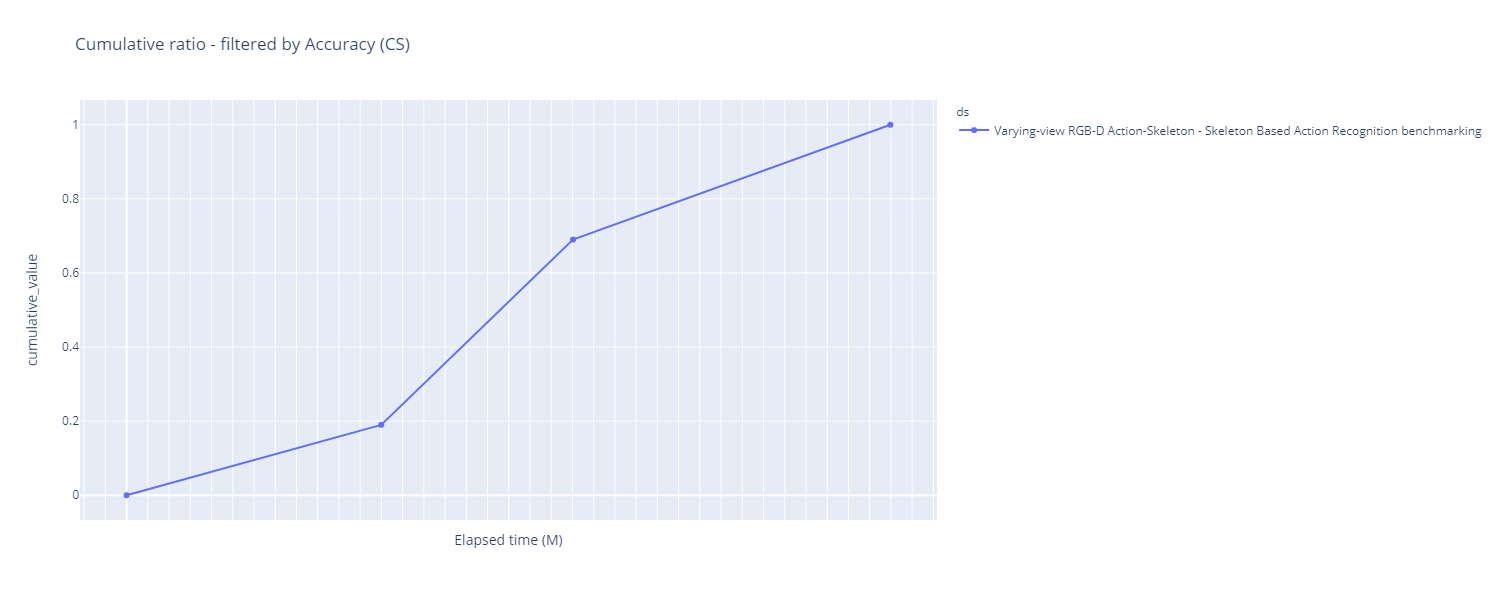 Cumulative ratio - filtered by Accuracy (CS)
ds
Varying-view RGB-D Action-Skeleton - Skeleton Based Action Recognition benchmarking
1
0.8
0.6
0.4
0.2
0
cumulative_value
Elapsed time (M)